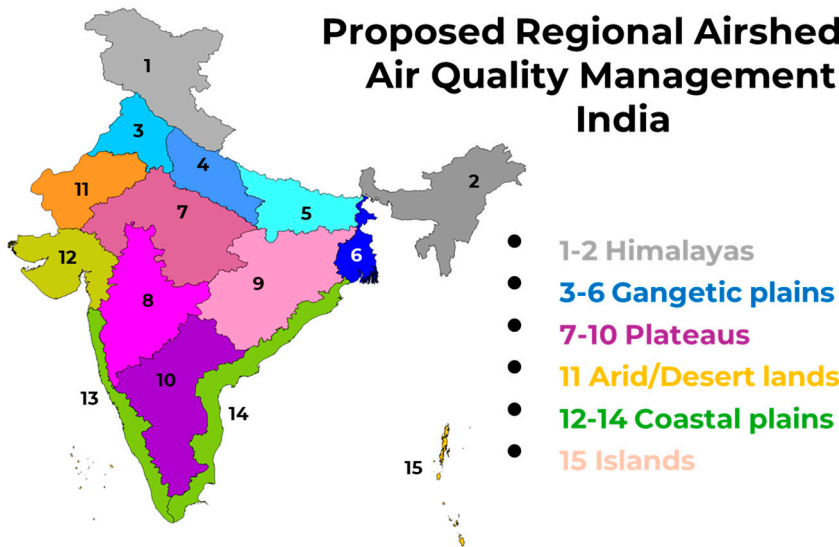 Proposed Regional Airshed
Air Quality Management
India
1
3
4
2
11
7
5
12
6
9
8
10
13
14
15
1-2 Himalayas
3-6 Gangetic plains
7-10 Plateaus
11 Arid/Desert lands
12-14 Coastal plains
15 Islands